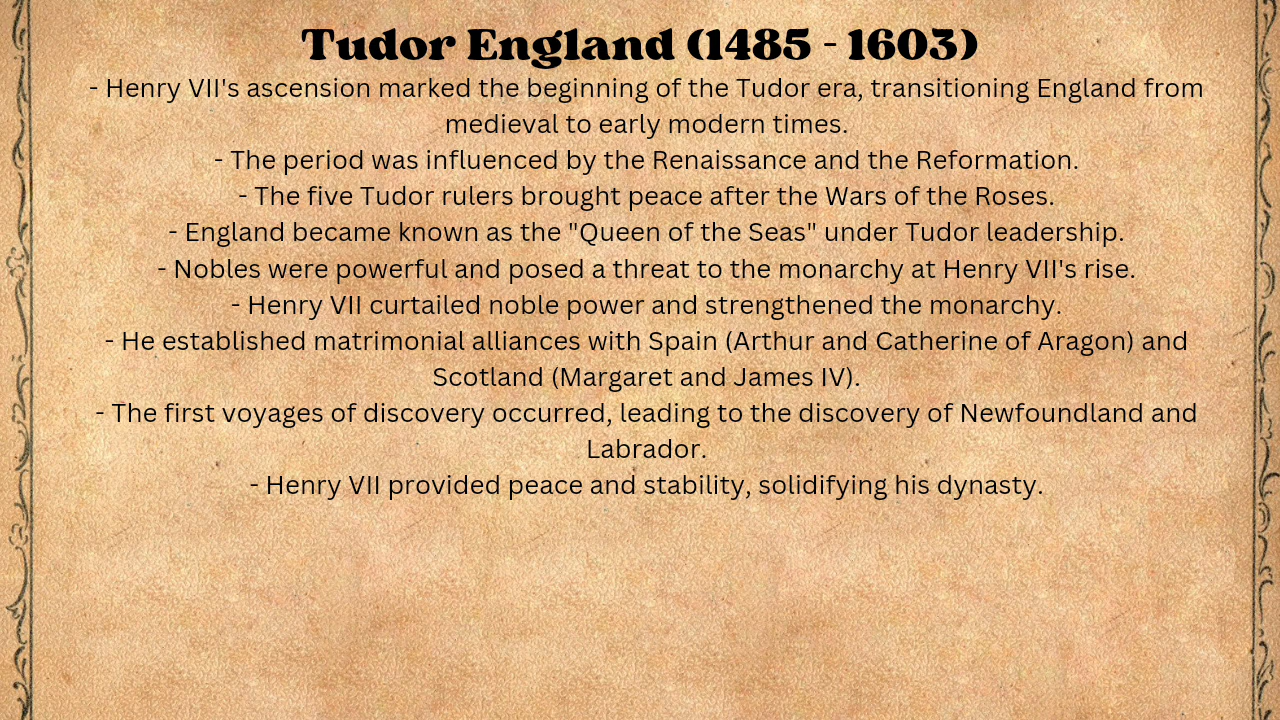 Tudor England (1485 - 1603)
- Henry VII's ascension marked the beginning of the Tudor era, transitioning England from
medieval to early modern times.
- The period was influenced by the Renaissance and the Reformation.
- The five Tudor rulers brought peace after the Wars of the Roses.
- England became known as the "Queen of the Seas" under Tudor leadership.
- Nobles were powerful and posed a threat to the monarchy at Henry VII's rise.
- Henry VII curtailed noble power and strengthened the monarchy.
- He established matrimonial alliances with Spain (Arthur and Catherine of Aragon) and
Scotland (Margaret and James IV).
- The first voyages of discovery occurred, leading to the discovery of Newfoundland and
Labrador.
- Henry VII provided peace and stability, solidifying his dynasty.